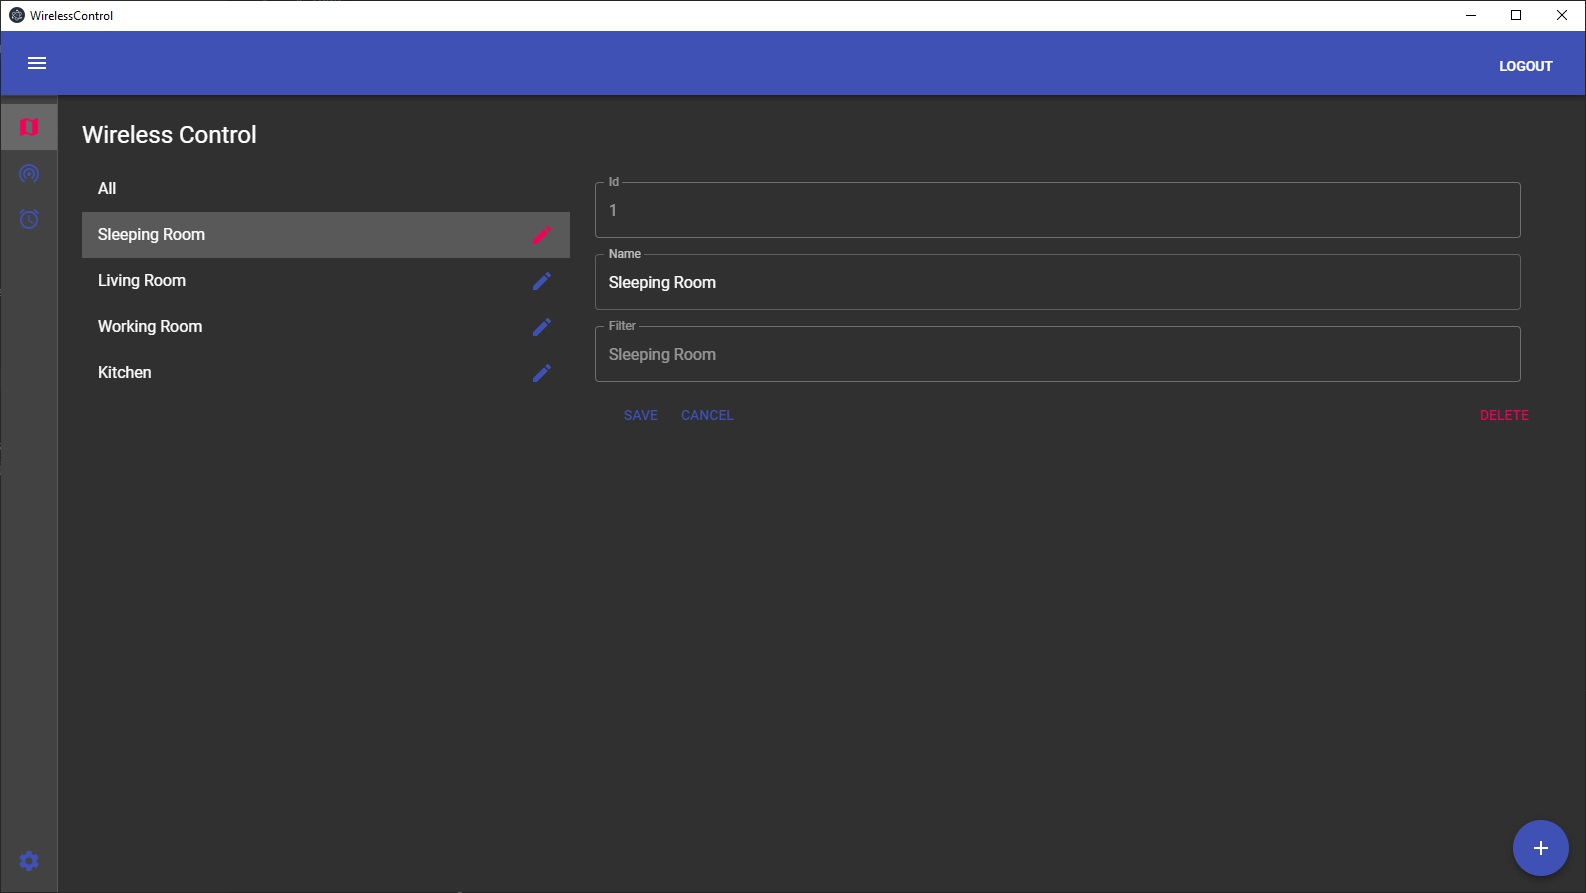 WirelessControl
LOGOUT
Wireless Control
All
Sleeping Room
Living Room
Working Room
Kitchen
Id
1
Name
Sleeping Room
Filter
Sleeping Room
SAVE CANCEL DELETE